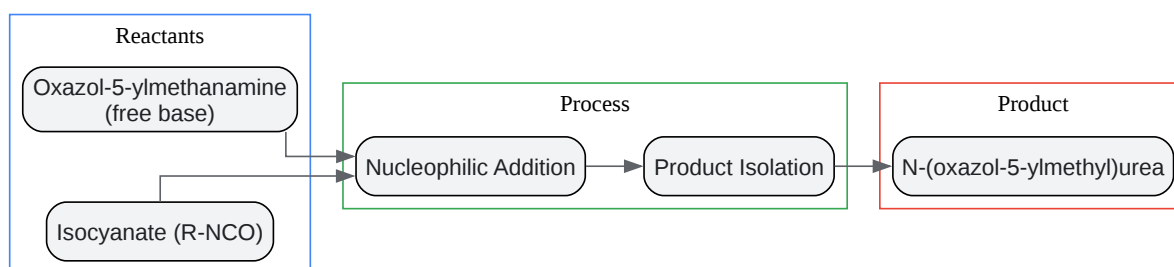 Reactants
Oxazol-5-ylmethanamine
(free base)
Isocyanate (R-NCO)
Process
Nucleophilic Addition
Product Isolation
Product
N-(oxazol-5-ylmethyl)urea